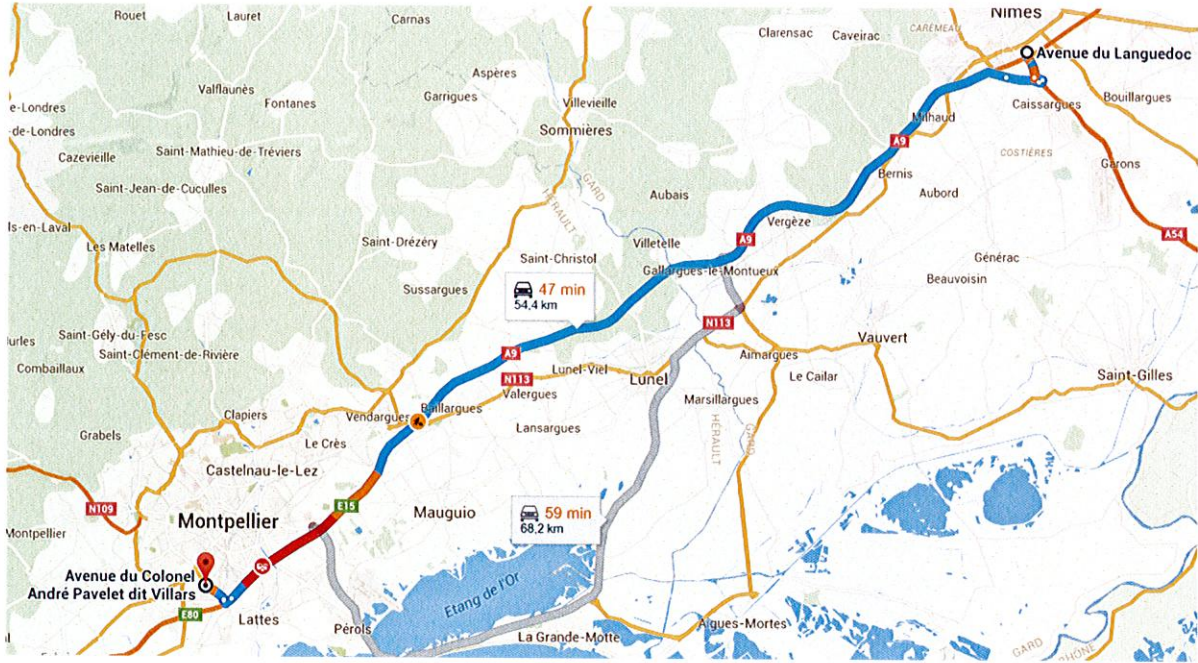 Rouet
Lauret
Carnas
Nîmes
Clarensac
Caveirac
CARÉMEAU
Avenue du Languedoc
Aspères
Valflaunès
Garrigues
Villevieille
Caissargues
Bouillargues
e-Londres
Fontanes
-de-Londres
Sommières
Milhaud
A9
Cazevieille
Saint-Mathieu-de-Tréviers
COSTIÈRES
Garons
Saint-Jean-de-Cuculles
GARD
HÉRAULT
Aubais
Bernis
Aubord
ls-en-Laval
Les Matelles
Saint-Drézéry
Villetelle
Vergèze
A9
A54
Saint-Christol
Gallargues-le-Montueux
Générac
Beauvoisin
Sussargues
47 min
54,4 km
Saint-Gély-du-Fesc
urles
Saint-Clément-de-Rivière
Combaillaux
N113
A9
Aimargues
Vauvert
Lunel-Viel
Lunel
N113
Valergues
Le Cailar
Saint-Gilles
Clapiers
Vendargues
Baillargues
Marsillargues
Grabels
Le Crès
Lansargues
HÉRAULT
GARD
Castelnau-le-Lez
N109
E15
Montpellier
Mauguio
59 min
68,2 km
Montpellier
Avenue du Colonel
André Pavelet dit Villars
Etang de l'Or
E80
Lattes
Pérols
La Grande-Motte
Aigues-Mortes
GARD
RHÔNE